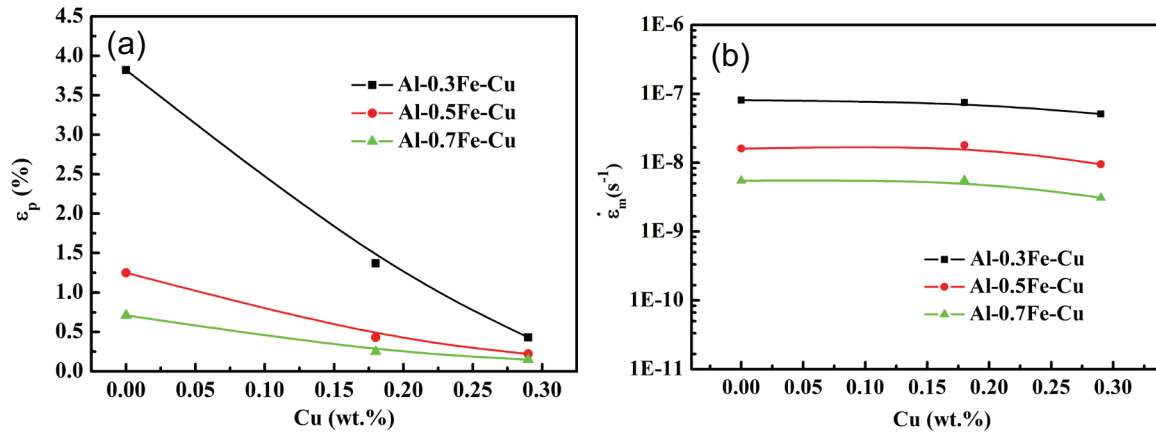 (a)
4.5
4.0
3.5
3.0
2.5
2.0
1.5
1.0
0.5
0.0
εp (%)
Al-0.3Fe-Cu
Al-0.5Fe-Cu
Al-0.7Fe-Cu
0.00 0.05 0.10 0.15 0.20 0.25 0.30
Cu (wt.%)
(b)
1E-6
1E-7
1E-8
1E-9
1E-10
1E-11
ε̇m(s⁻¹)
Al-0.3Fe-Cu
Al-0.5Fe-Cu
Al-0.7Fe-Cu
0.00 0.05 0.10 0.15 0.20 0.25 0.30
Cu (wt.%)